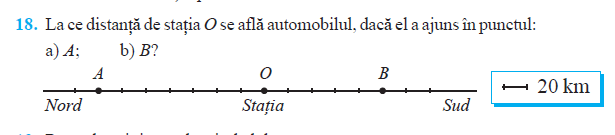 18. La ce distanță de stația O se află automobilul, dacă el a ajuns în punctul:
a) A; b) B?
A O B
20 km
Nord Stația Sud